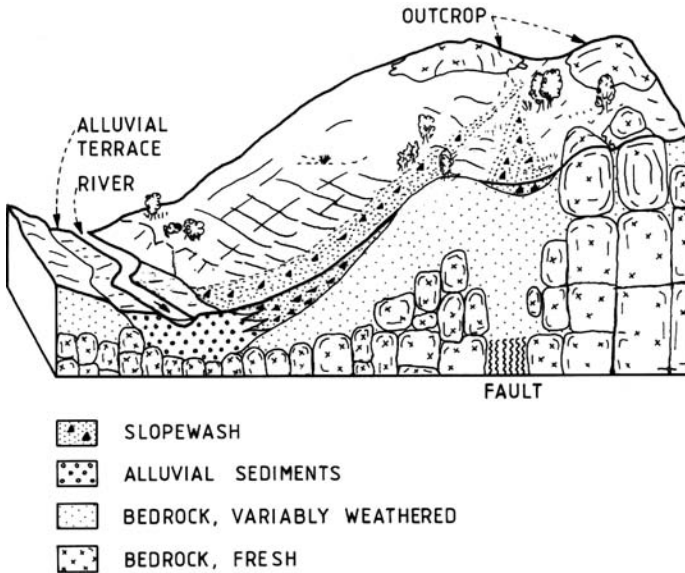 OUTCROP
ALLUVIAL
TERRACE
RIVER
FAULT
SLOPEWASH
ALLUVIAL SEDIMENTS
BEDROCK, VARIABLY WEATHERED
BEDROCK, FRESH